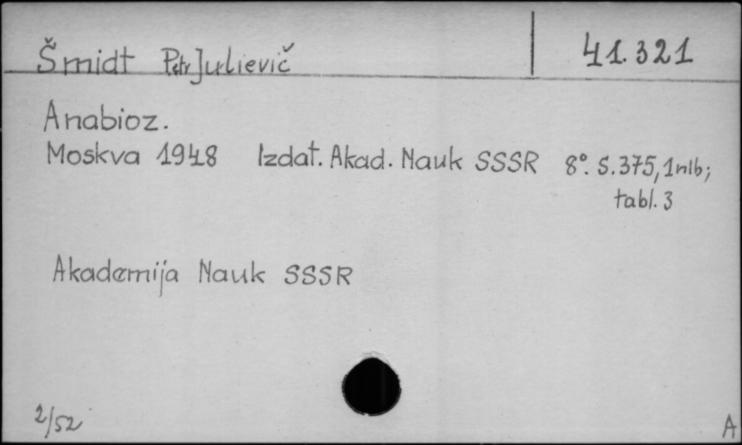 Šmidt Petr Julievič 41.321
Anabioz.
Moskva 1948 Izdat. Akad. Nauk SSSR 8°. S. 375, 1 nlb;
tabl. 3
Akademija Nauk SSSR
2/52
A